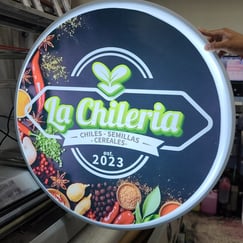 La Chileria
CHILES - SEMILLAS
- CEREALES -
est.
2023